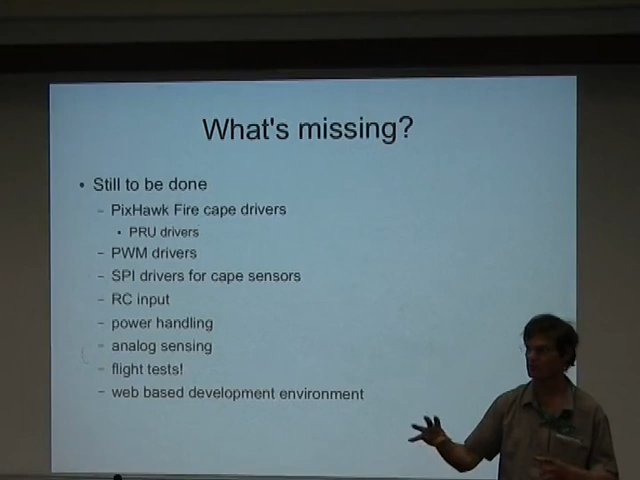 What's missing?
• Still to be done
– PixHawk Fire cape drivers
• PRU drivers
– PWM drivers
– SPI drivers for cape sensors
– RC input
– power handling
– analog sensing
– flight tests!
– web based development environment